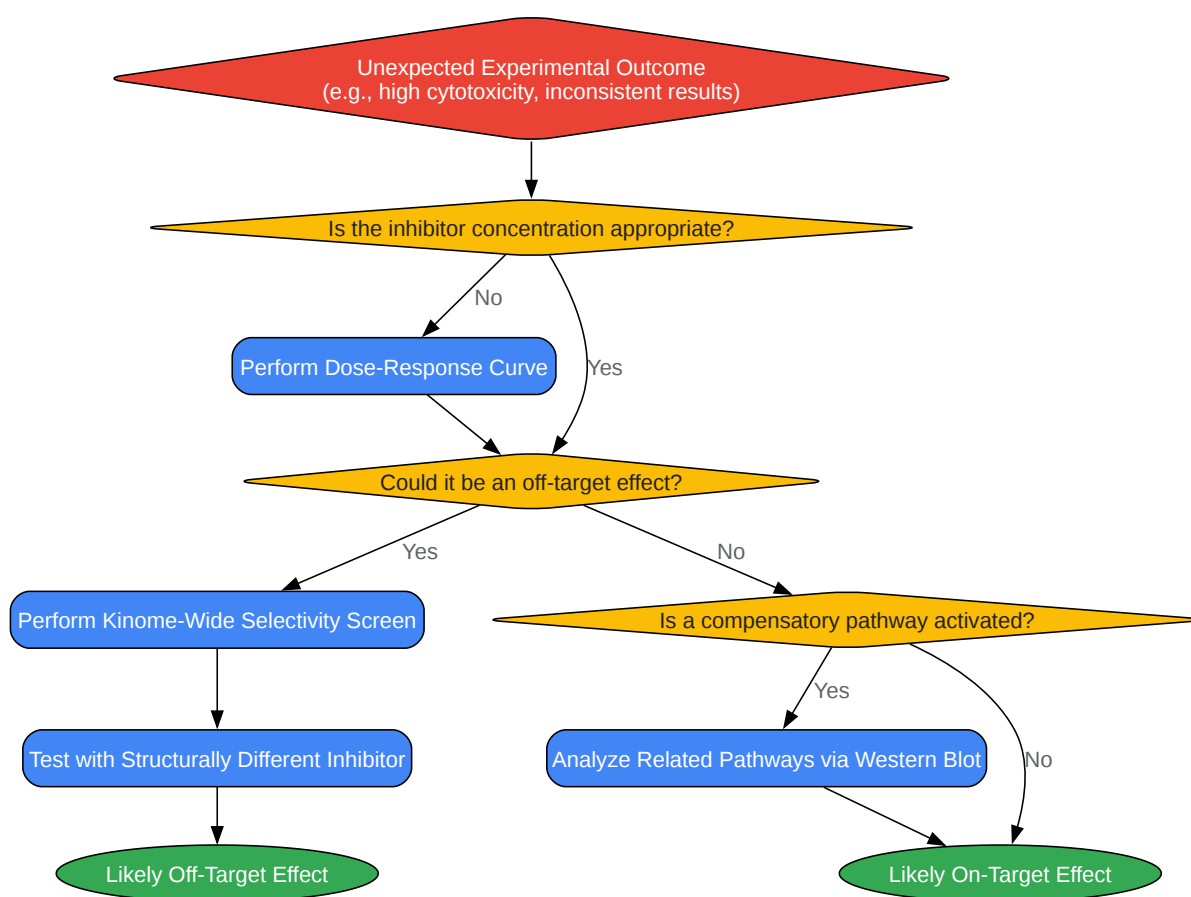 Unexpected Experimental Outcome
(e.g., high cytotoxicity, inconsistent results)
Is the inhibitor concentration appropriate?
No
Perform Dose-Response Curve
Yes
Could it be an off-target effect?
Yes
No
Perform Kinome-Wide Selectivity Screen
Is a compensatory pathway activated?
Yes
Test with Structurally Different Inhibitor
Analyze Related Pathways via Western Blot
No
Likely Off-Target Effect
Likely On-Target Effect